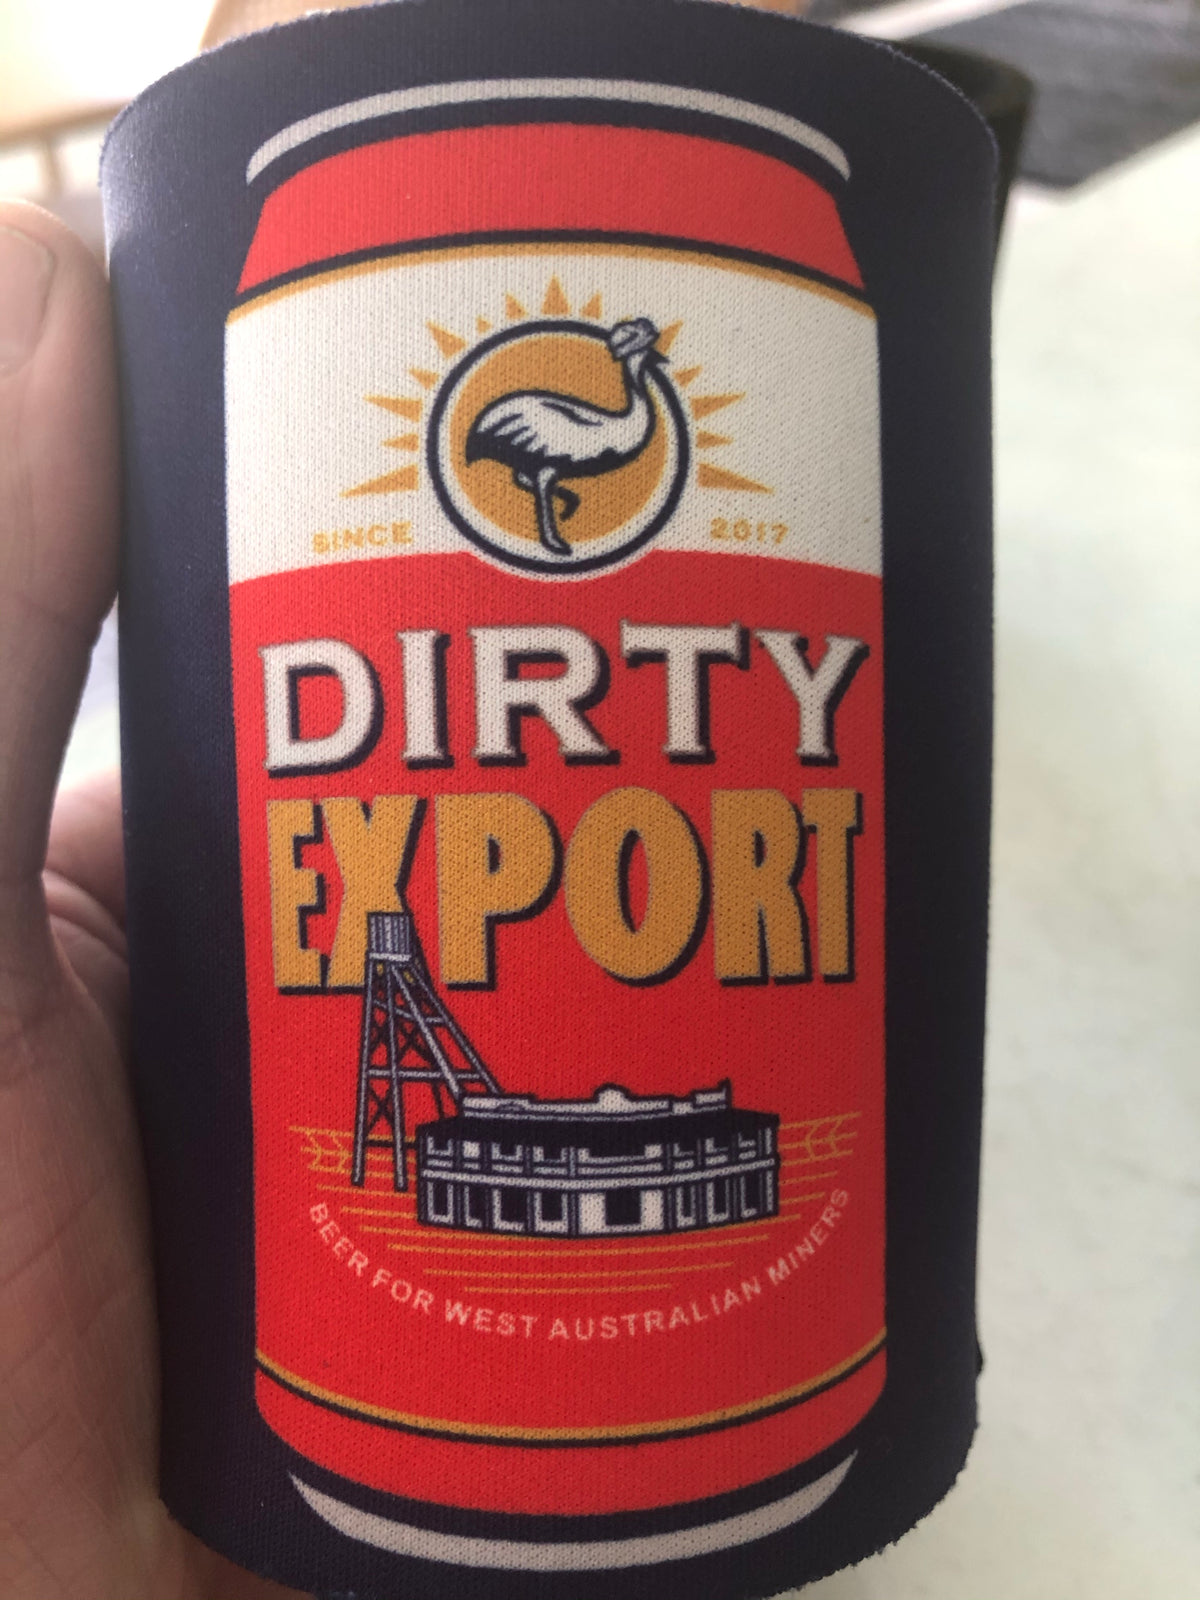 SINCE 2017
DIRTY
EXPORT
BEER FOR WEST AUSTRALIAN MINERS